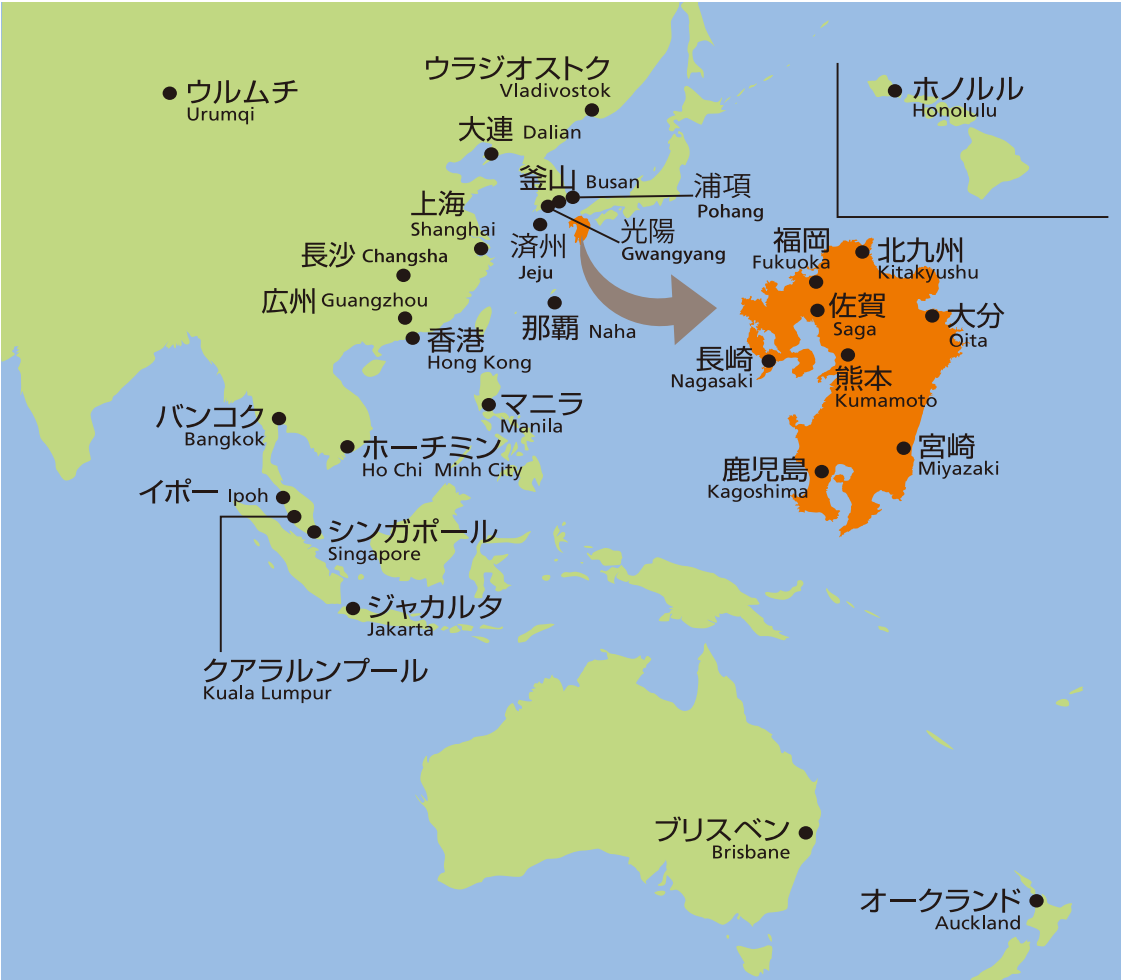 ウラジオストク
Vladivostok
ウルムチ
Urumqi
ホノルル
Honolulu
大連 Dalian
釜山 Busan
浦項
Pohang
上海
Shanghai
済州
Jeju
光陽
Gwangyang
長沙 Changsha
広州 Guangzhou
香港
Hong Kong
那覇 Naha
福岡
Fukuoka
北九州
Kitakyushu
佐賀
Saga
大分
Oita
長崎
Nagasaki
熊本
Kumamoto
宮崎
Miyazaki
鹿児島
Kagoshima
マニラ
Manila
バンコク
Bangkok
ホーチミン
Ho Chi Minh City
イポー Ipoh
シンガポール
Singapore
ジャカルタ
Jakarta
クアラルンプール
Kuala Lumpur
ブリスベン
Brisbane
オークランド
Auckland